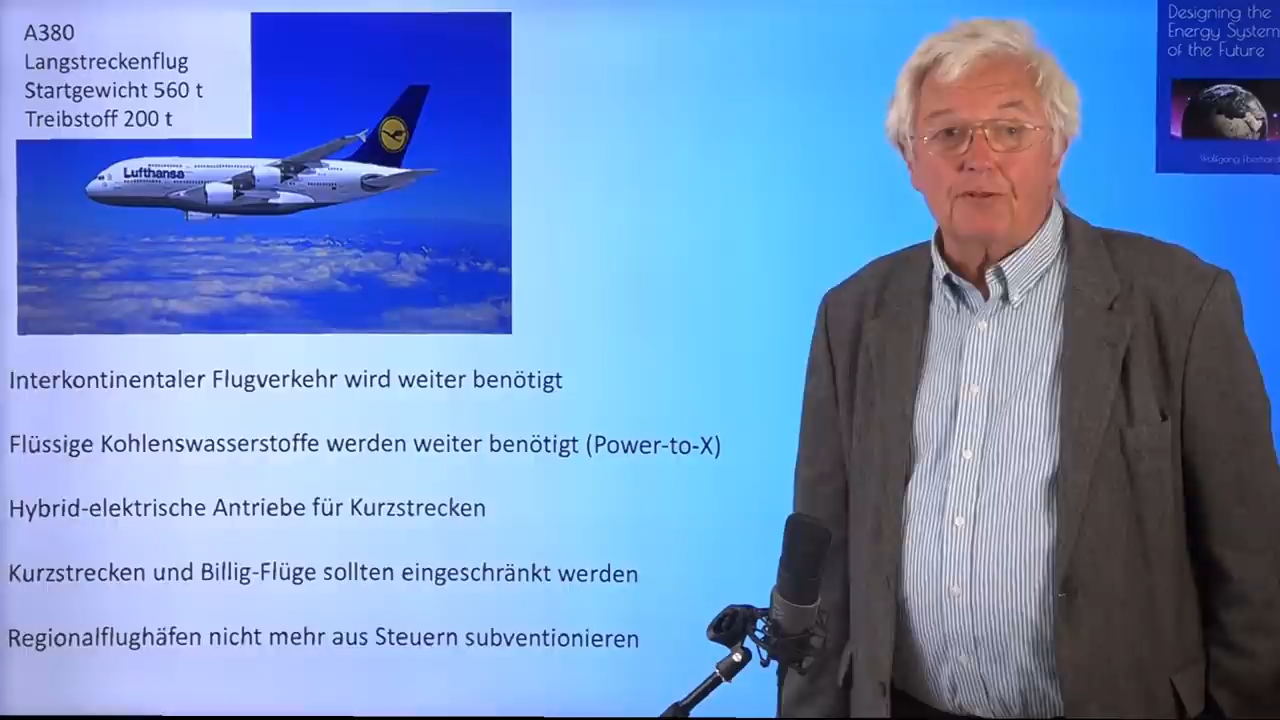 A380
Langstreckenflug
Startgewicht 560 t
Treibstoff 200 t
Lufthansa
Interkontinentaler Flugverkehr wird weiter benötigt
Flüssige Kohlenswasserstoffe werden weiter benötigt (Power-to-X)
Hybrid-elektrische Antriebe für Kurzstrecken
Kurzstrecken und Billig-Flüge sollten eingeschränkt werden
Regionalflughäfen nicht mehr aus Steuern subventionieren
Designing the
Energy System
of the Future
Wolfgang